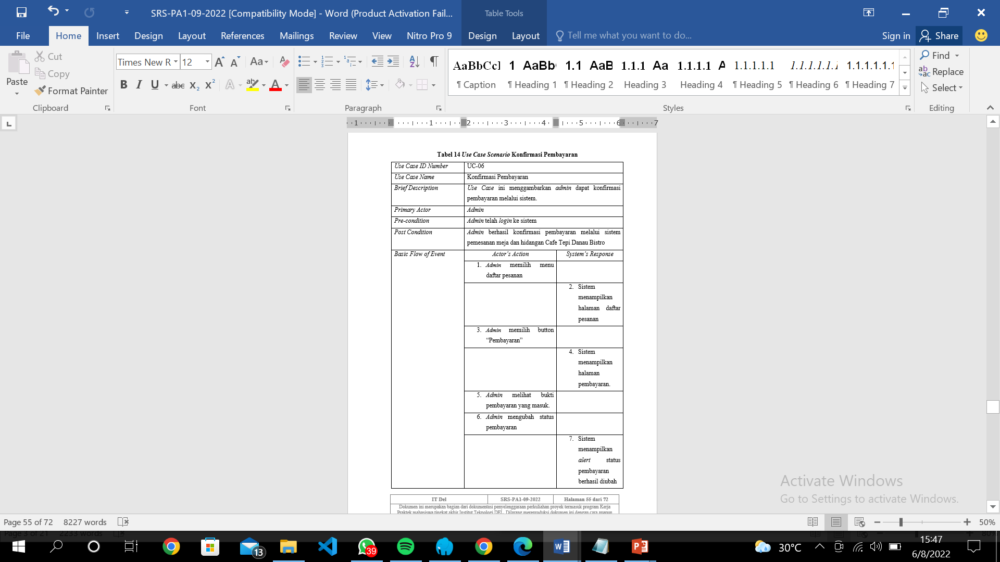 SRS-PA1-09-2022 [Compatibility Mode] - Word (Product Activation Fail...
Table Tools
File Home Insert Design Layout References Mailings Review View Nitro Pro 9 Design Layout Tell me what you want to do... Sign in Share
Paste
Cut
Copy
Format Painter
Clipboard
Times New R 12
Font
Paragraph
AaBbCcI 1 AaBb 1.1 AaB 1.1.1 Aa 1.1.1.1 A 1.1.1.1.1 1.1.1.1.1.1 1.1.1.1.1.1
¶ Caption ¶ Heading 1 ¶ Heading 2 Heading 3 Heading 4 ¶ Heading 5 ¶ Heading 6 ¶ Heading 7
Styles
Find
Replace
Select
Editing
1 1 2 3 4 5 6 7
Tabel 14 Use Case Scenario Konfirmasi Pembayaran
Use Case ID Number UC-06
Use Case Name Konfirmasi Pembayaran
Brief Description Use Case ini menggambarkan admin dapat konfirmasi
pembayaran melalui sistem.
Primary Actor Admin
Pre-condition Admin telah login ke sistem
Post Condition Admin berhasil konfirmasi pembayaran melalui sistem
pemesanan meja dan hidangan Cafe Tepi Danau Bistro
Basic Flow of Event Actor's Action System's Response
1. Admin memilih menu
daftar pesanan
2. Sistem
menampilkan
halaman daftar
pesanan
3. Admin memilih button
“Pembayaran”
4. Sistem
menampilkan
halaman
pembayaran.
5. Admin melihat bukti
pembayaran yang masuk.
6. Admin mengubah status
pembayaran
7. Sistem
menampilkan
alert status
pembayaran
berhasil diubah
IT Del SRS-PA1-09-2022 Halaman 55 dari 72
Dokumen ini merupakan bagian dari dokumentasi penyelenggaraan perkuliahan proyek termasuk program Kerja
Praktek mahasiswa tingkat akhir Institut Teknologi DEL. Dilarang mereproduksi dokumen ini dengan cara apapun
Activate Windows
Go to Settings to activate Windows.
Page 55 of 72 8227 words 50%
Page 3 of 21 2233 words 80%
13 39 30°C
15:47
6/8/2022